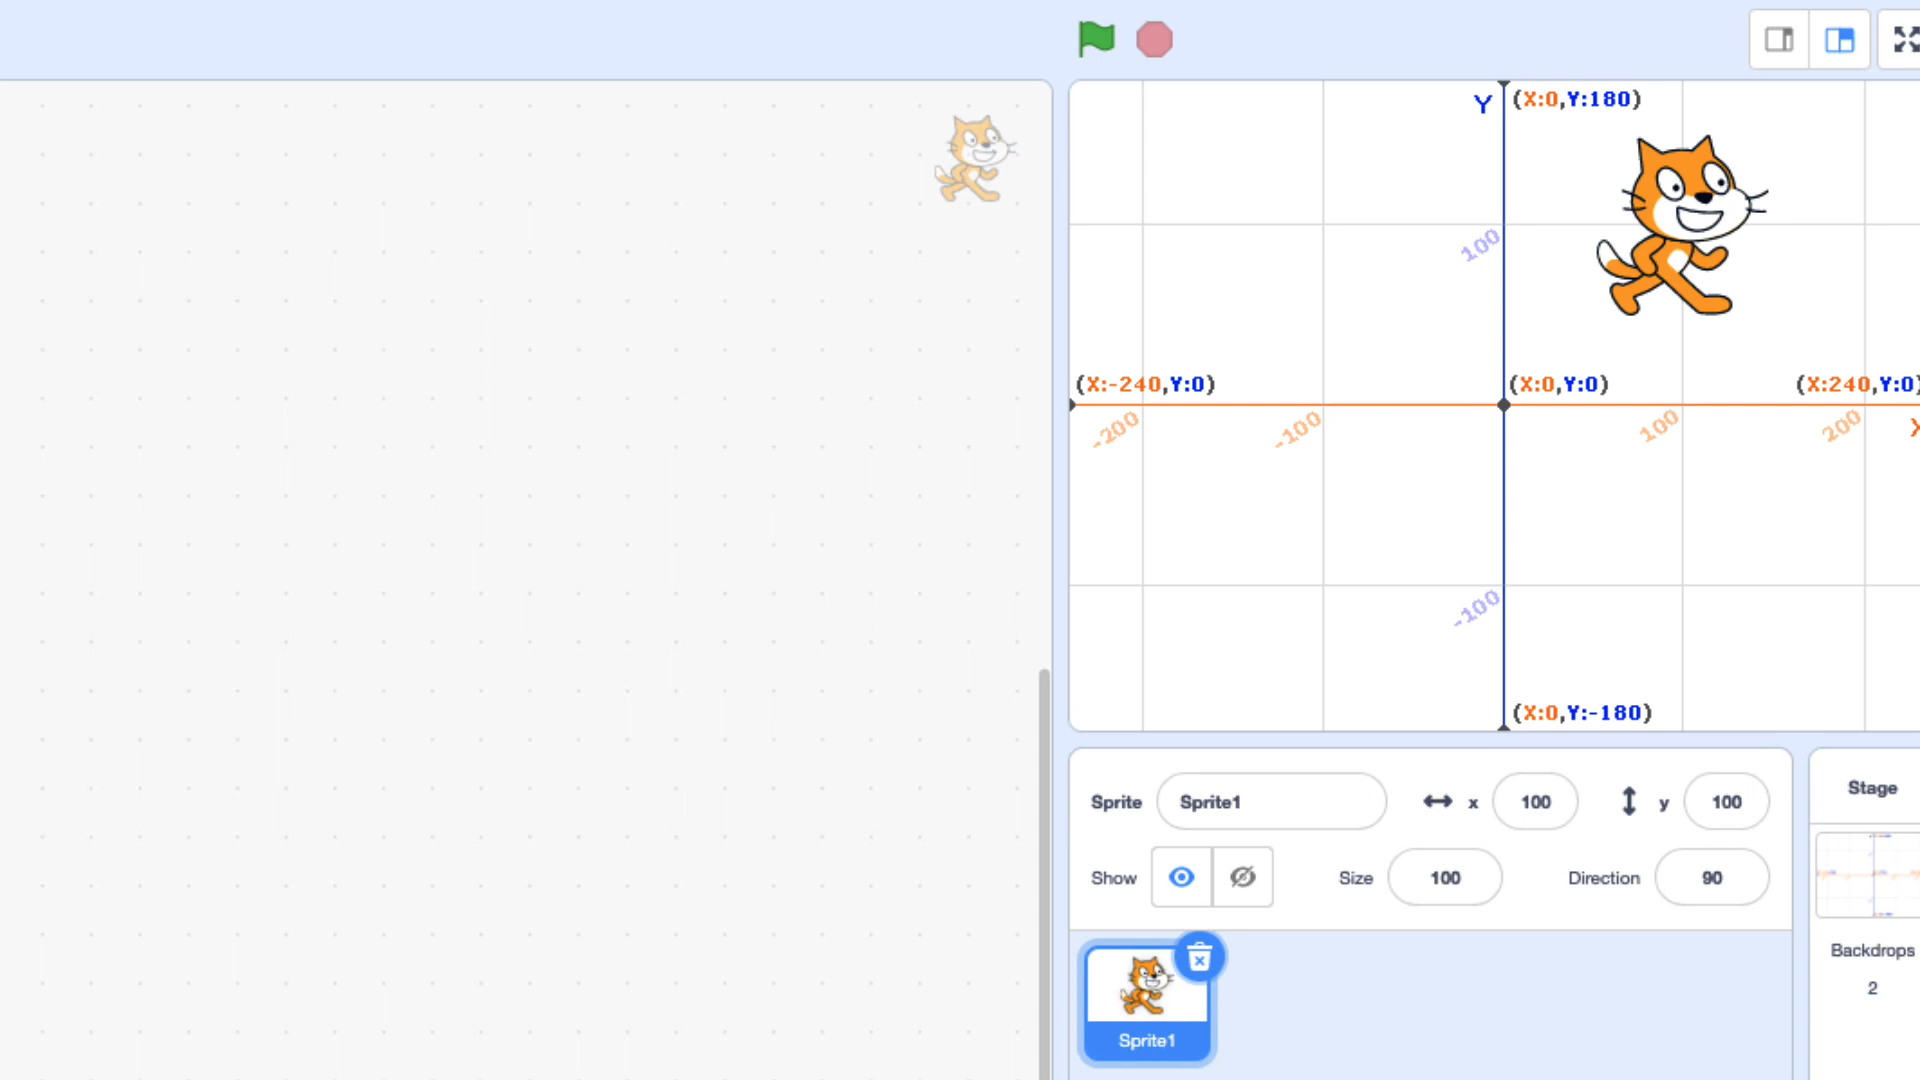 Y (X:0,Y:180)
100
(X:-240,Y:0) (X:0,Y:0) (X:240,Y:0)
-200 -100 100 200
-100
(X:0,Y:-180)
Sprite Sprite1 x 100 y 100
Show Size 100 Direction 90
Sprite1
Stage
Backdrops
2